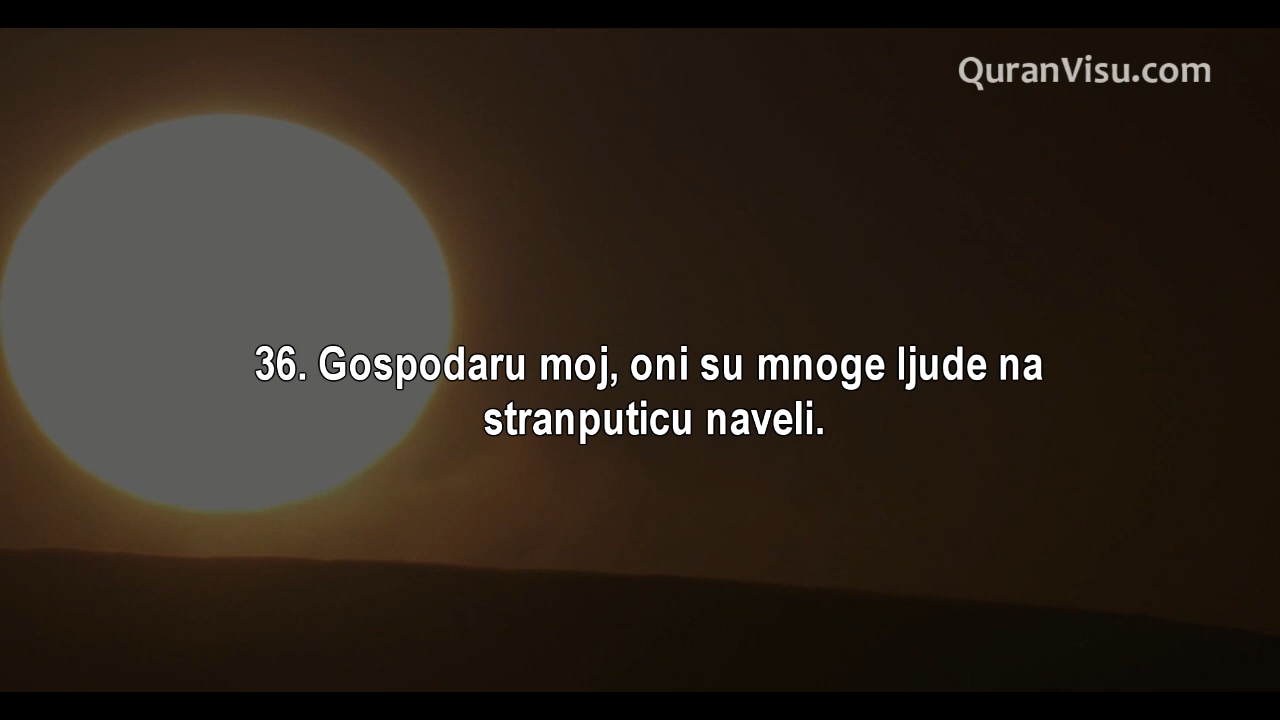 QuranVisu.com
36. Gospodaru moj, oni su mnoge ljude na
stranputicu naveli.